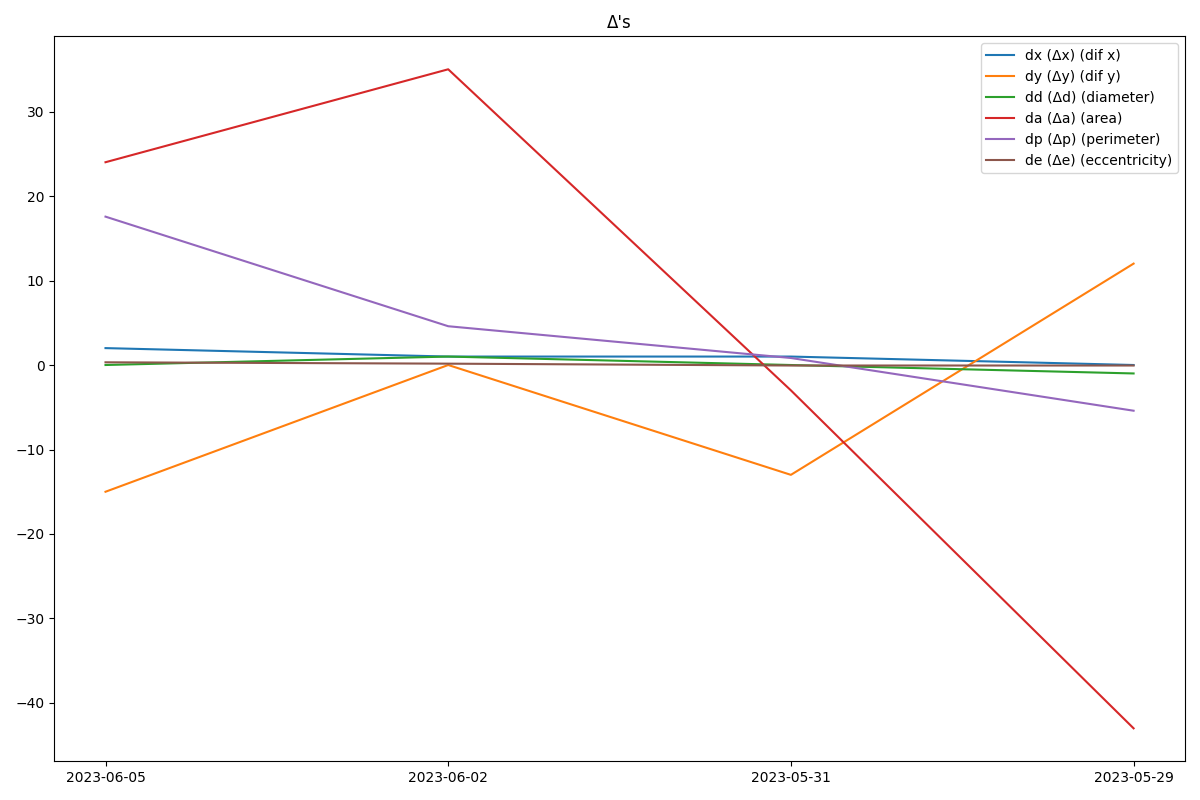 Δ's
dx (Δx) (dif x)
dy (Δy) (dif y)
dd (Δd) (diameter)
da (Δa) (area)
dp (Δp) (perimeter)
de (Δe) (eccentricity)
30
20
10
0
−10
−20
−30
−40
2023-06-05 2023-06-02 2023-05-31 2023-05-29